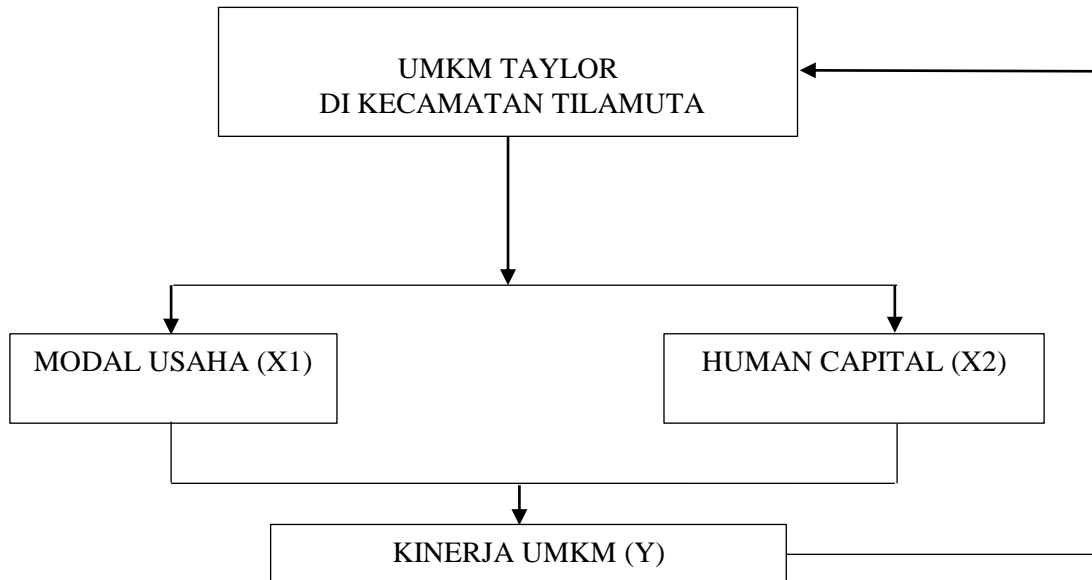 UMKM TAYLOR
DI KECAMATAN TILAMUTA
MODAL USAHA (X1)
HUMAN CAPITAL (X2)
KINERJA UMKM (Y)